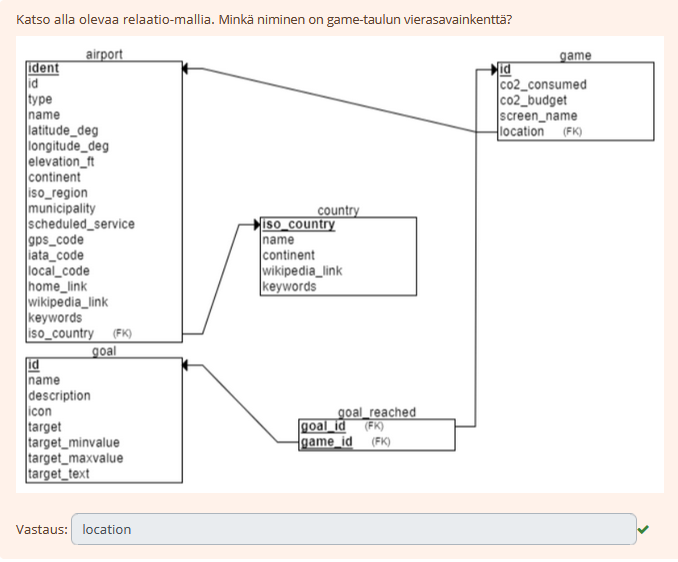 Katso alla olevaa relaatio-mallia. Minkä niminen on game-taulun vierasavainkenttä?
airport
ident
id
type
name
latitude_deg
longitude_deg
elevation_ft
continent
iso_region
municipality
scheduled_service
gps_code
iata_code
local_code
home_link
wikipedia_link
keywords
iso_country (FK)
game
id
co2_consumed
co2_budget
screen_name
location (FK)
country
iso_country
name
continent
wikipedia_link
keywords
goal
id
name
description
icon
target
target_minvalue
target_maxvalue
target_text
goal_reached
goal_id (FK)
game_id (FK)
Vastaus: location